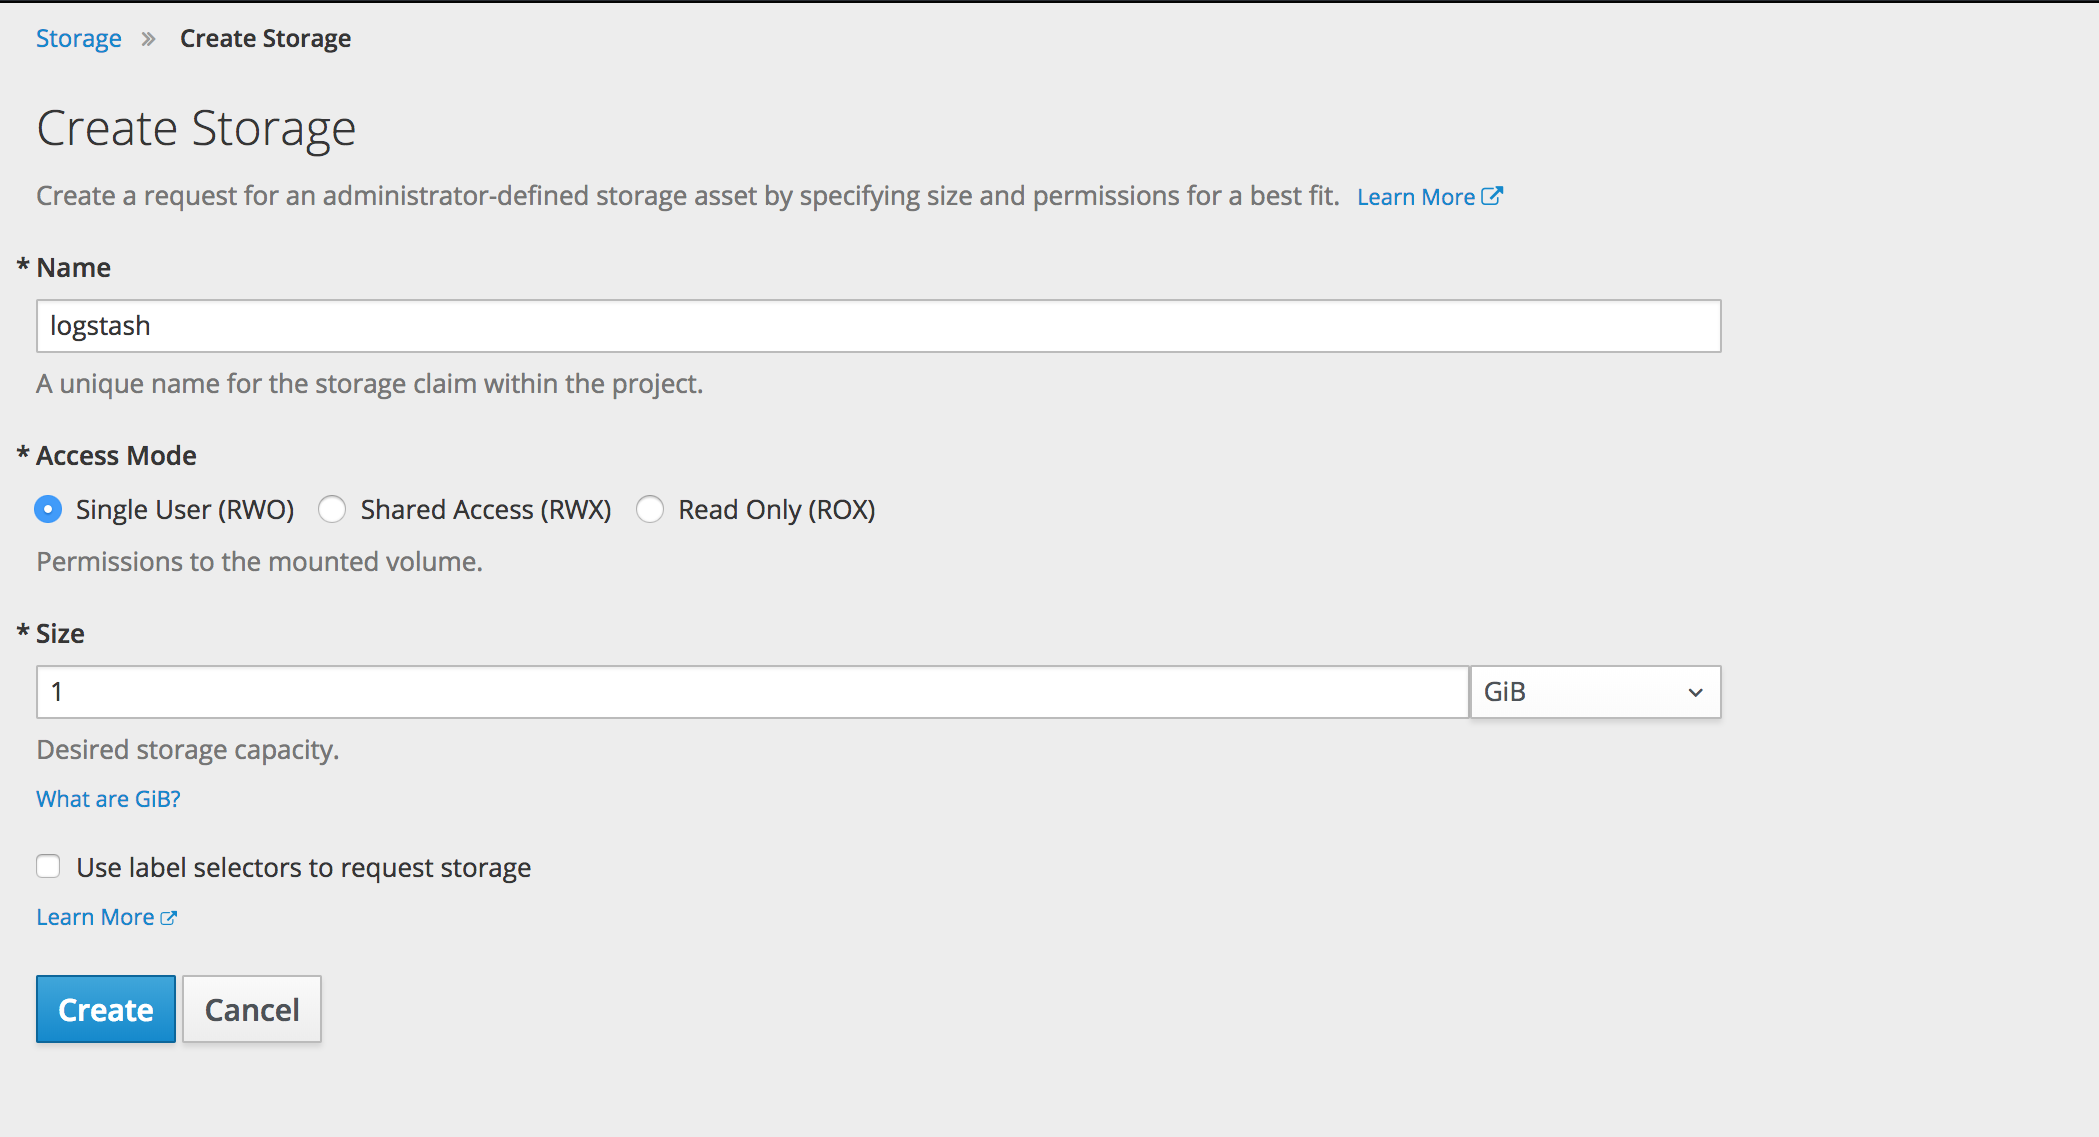 Storage » Create Storage
Create Storage
Create a request for an administrator-defined storage asset by specifying size and permissions for a best fit. Learn More
* Name
logstash
A unique name for the storage claim within the project.
* Access Mode
Single User (RWO) Shared Access (RWX) Read Only (ROX)
Permissions to the mounted volume.
* Size
1 GiB
Desired storage capacity.
What are GiB?
Use label selectors to request storage
Learn More
Create Cancel